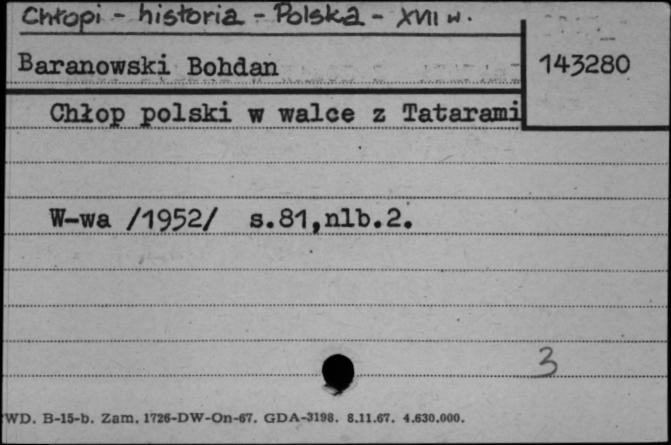 Chłopi - historia - Polska - XVII w.
Baranowski Bohdan
143280
Chłop polski w walce z Tatarami
W-wa /1952/ s.81,nlb.2.
3
WD. B-15-b. Zam. 1726-DW-On-67. GDA-3198. 8.11.67. 4.630.000.